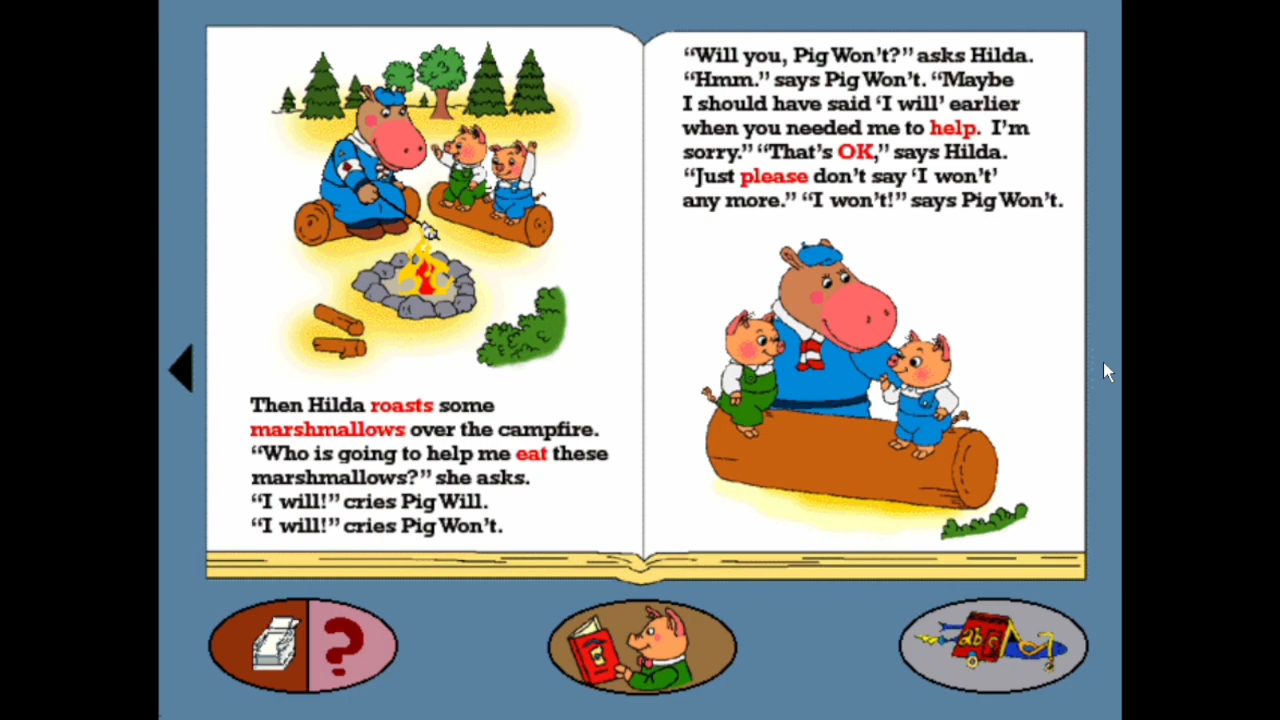 Then Hilda roasts some
marshmallows over the campfire.
“Who is going to help me eat these
marshmallows?” she asks.
“I will!” cries Pig Will.
“I will!” cries Pig Won’t.
“Will you, Pig Won’t?” asks Hilda.
“Hmm.” says Pig Won’t. “Maybe
I should have said ‘I will’ earlier
when you needed me to help. I’m
sorry.” “That’s OK,” says Hilda.
“Just please don’t say ‘I won’t’
any more.” “I won’t!” says Pig Won’t.
?
abc